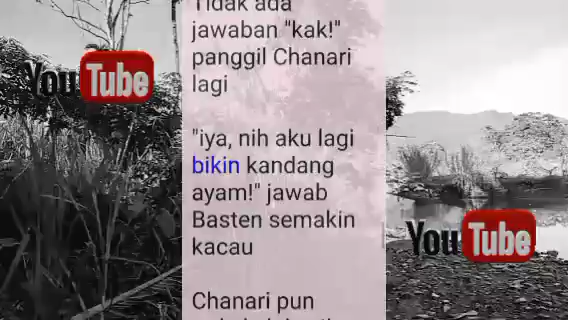 Tidak ada
jawaban "kak!"
panggil Chanari
lagi
"iya, nih aku lagi
bikin kandang
ayam!" jawab
Basten semakin
kacau
Chanari pun
YouTube
YouTube